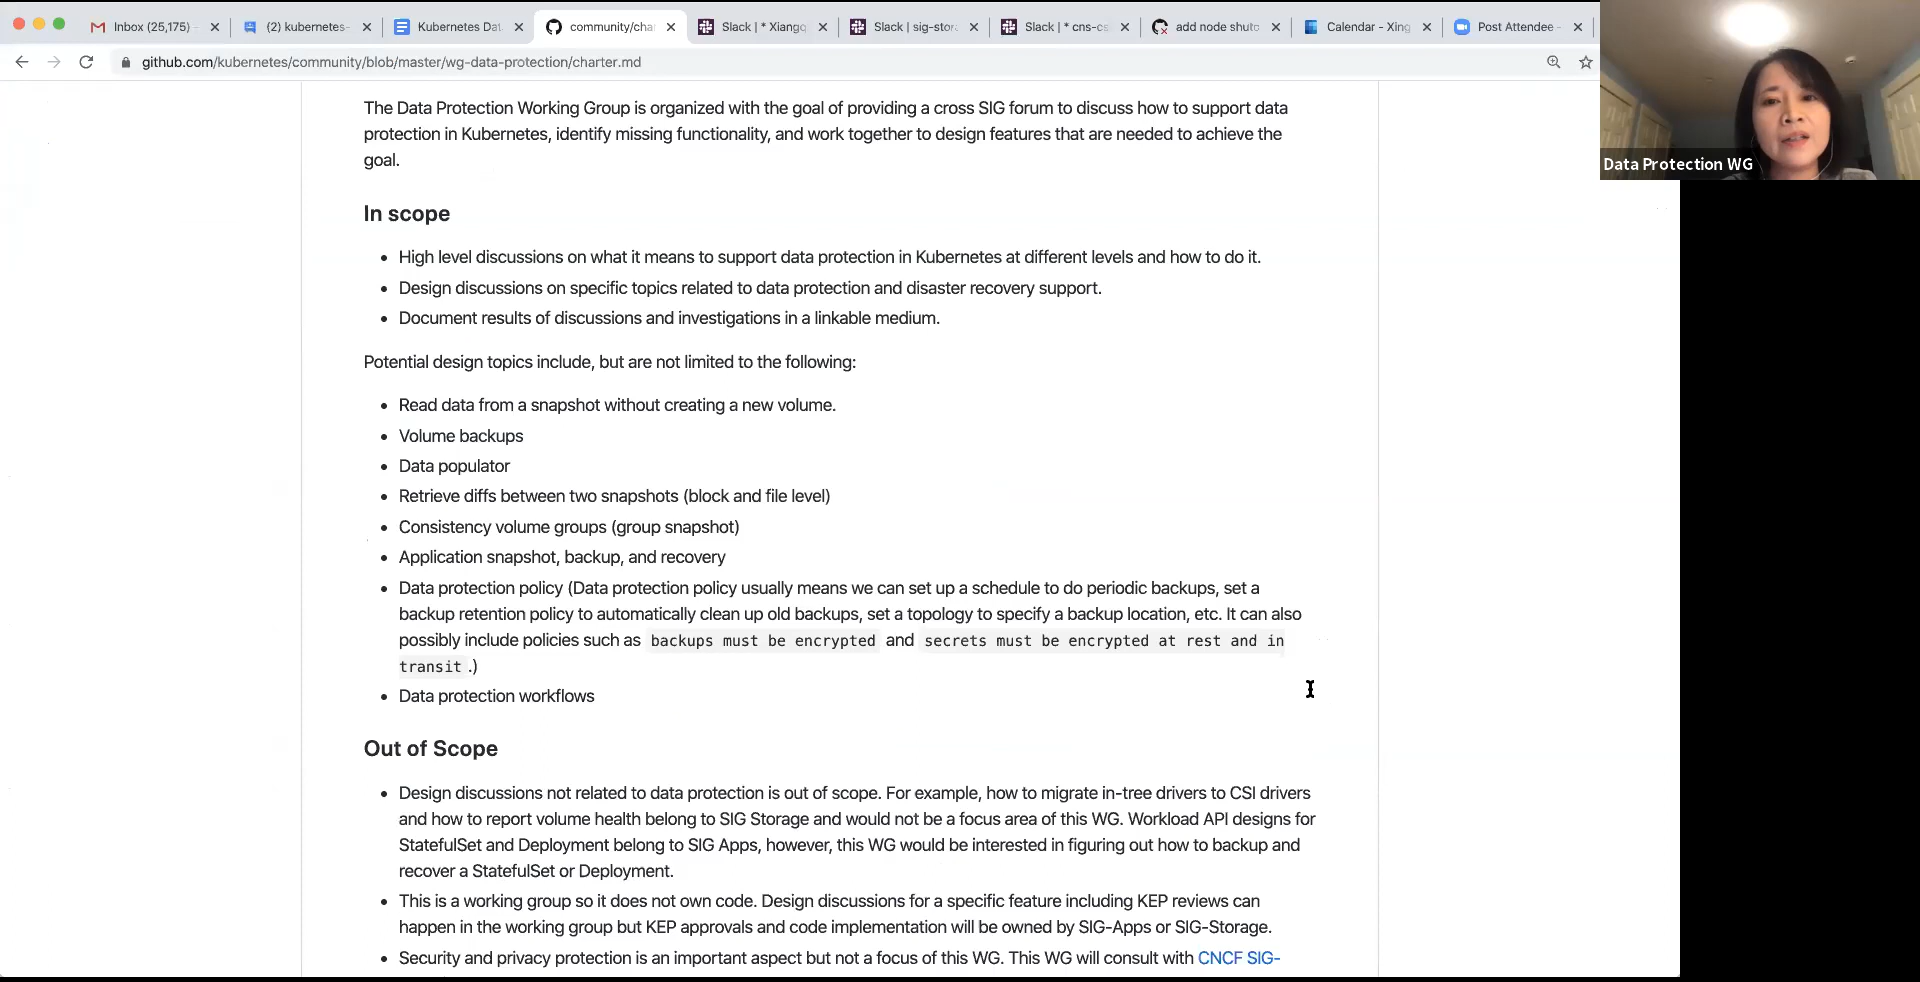 Inbox (25,175)
(2) kubernetes-
Kubernetes Dat
community/char
Slack | * Xiangq
Slack | sig-stor
Slack | * cns-cs
add node shuto
Calendar - Xing
Post Attendee -
github.com/kubernetes/community/blob/master/wg-data-protection/charter.md
Data Protection WG
The Data Protection Working Group is organized with the goal of providing a cross SIG forum to discuss how to support data
protection in Kubernetes, identify missing functionality, and work together to design features that are needed to achieve the
goal.
In scope
• High level discussions on what it means to support data protection in Kubernetes at different levels and how to do it.
• Design discussions on specific topics related to data protection and disaster recovery support.
• Document results of discussions and investigations in a linkable medium.
Potential design topics include, but are not limited to the following:
• Read data from a snapshot without creating a new volume.
• Volume backups
• Data populator
• Retrieve diffs between two snapshots (block and file level)
• Consistency volume groups (group snapshot)
• Application snapshot, backup, and recovery
• Data protection policy (Data protection policy usually means we can set up a schedule to do periodic backups, set a
backup retention policy to automatically clean up old backups, set a topology to specify a backup location, etc. It can also
possibly include policies such as backups must be encrypted and secrets must be encrypted at rest and in
transit .)
• Data protection workflows
Out of Scope
• Design discussions not related to data protection is out of scope. For example, how to migrate in-tree drivers to CSI drivers
and how to report volume health belong to SIG Storage and would not be a focus area of this WG. Workload API designs for
StatefulSet and Deployment belong to SIG Apps, however, this WG would be interested in figuring out how to backup and
recover a StatefulSet or Deployment.
• This is a working group so it does not own code. Design discussions for a specific feature including KEP reviews can
happen in the working group but KEP approvals and code implementation will be owned by SIG-Apps or SIG-Storage.
• Security and privacy protection is an important aspect but not a focus of this WG. This WG will consult with CNCF SIG-